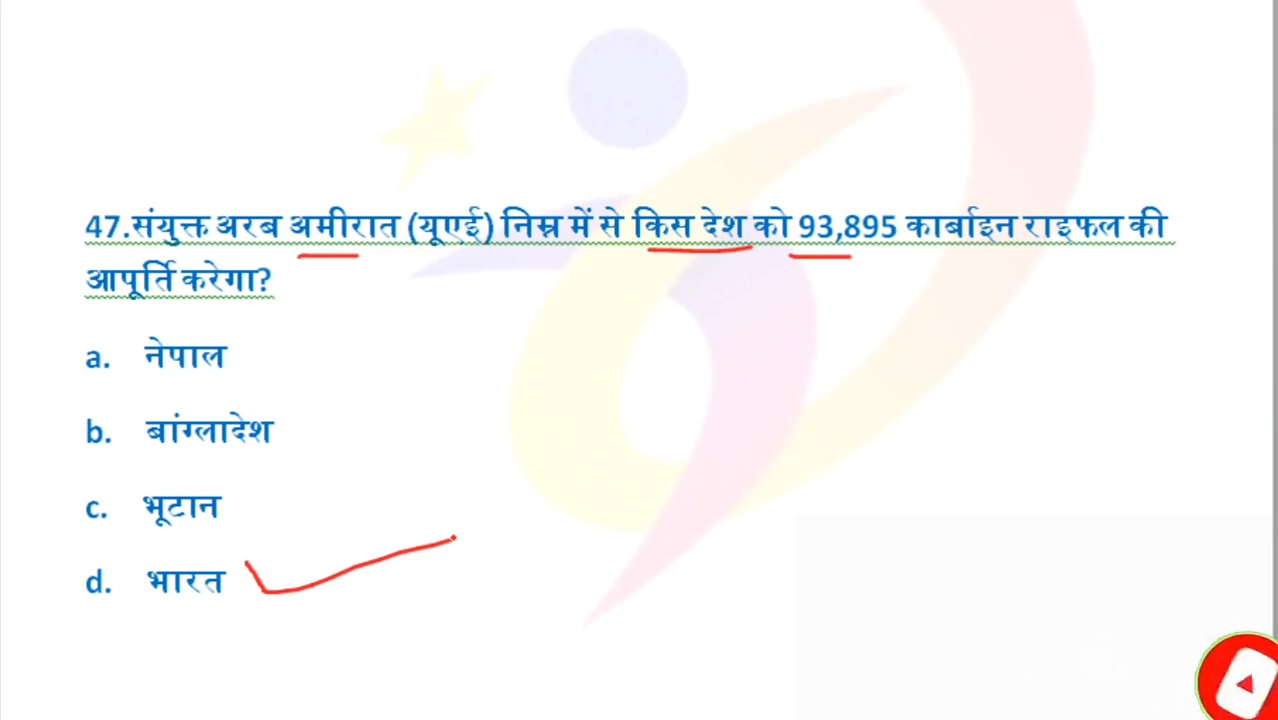 47.संयुक्त अरब अमीरात (यूएई) निम्न में से किस देश को 93,895 कार्बाइन राइफल की
आपूर्ति करेगा?
a. नेपाल
b. बांग्लादेश
c. भूटान
d. भारत